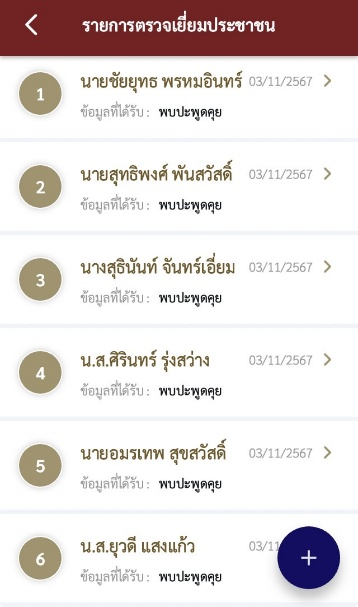 รายการตรวจเยี่ยมประชาชน
1 นายชัยยุทธ พรหมอินทร์ 03/11/2567
ข้อมูลที่ได้รับ : พบปะพูดคุย
2 นายสุทธิพงศ์ พันสวัสดิ์ 03/11/2567
ข้อมูลที่ได้รับ : พบปะพูดคุย
3 นางสุธินันท์ จันทร์เอี่ยม 03/11/2567
ข้อมูลที่ได้รับ : พบปะพูดคุย
4 น.ส.ศิรินทร์ รุ่งสว่าง 03/11/2567
ข้อมูลที่ได้รับ : พบปะพูดคุย
5 นายอมรเทพ สุขสวัสดิ์ 03/11/2567
ข้อมูลที่ได้รับ : พบปะพูดคุย
6 น.ส.ยุวดี แสงแก้ว 03/11
ข้อมูลที่ได้รับ : พบปะพูดคุย